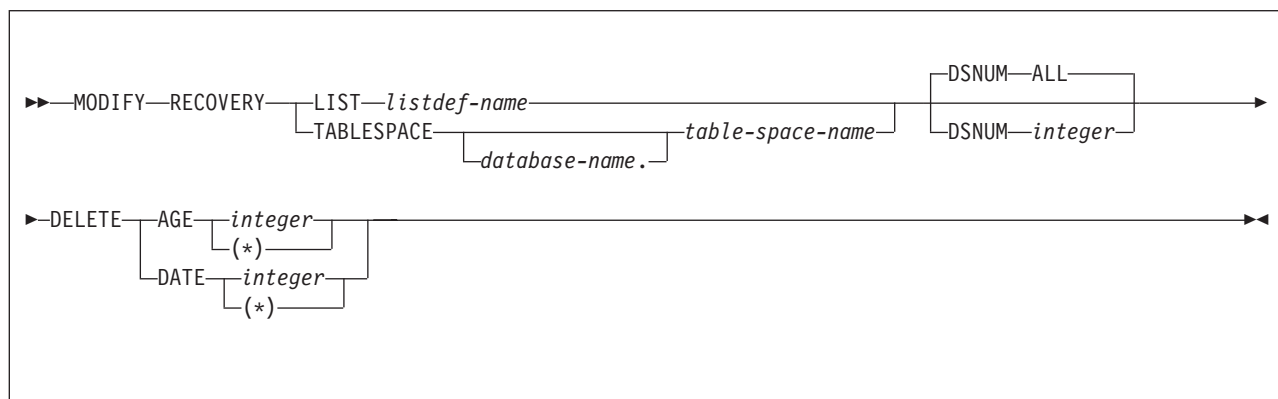 DSNUM ALL
MODIFY RECOVERY LIST listdef-name DSNUM integer
TABLESPACE table-space-name
database-name.
DELETE AGE integer
(*)
DATE integer
(*)